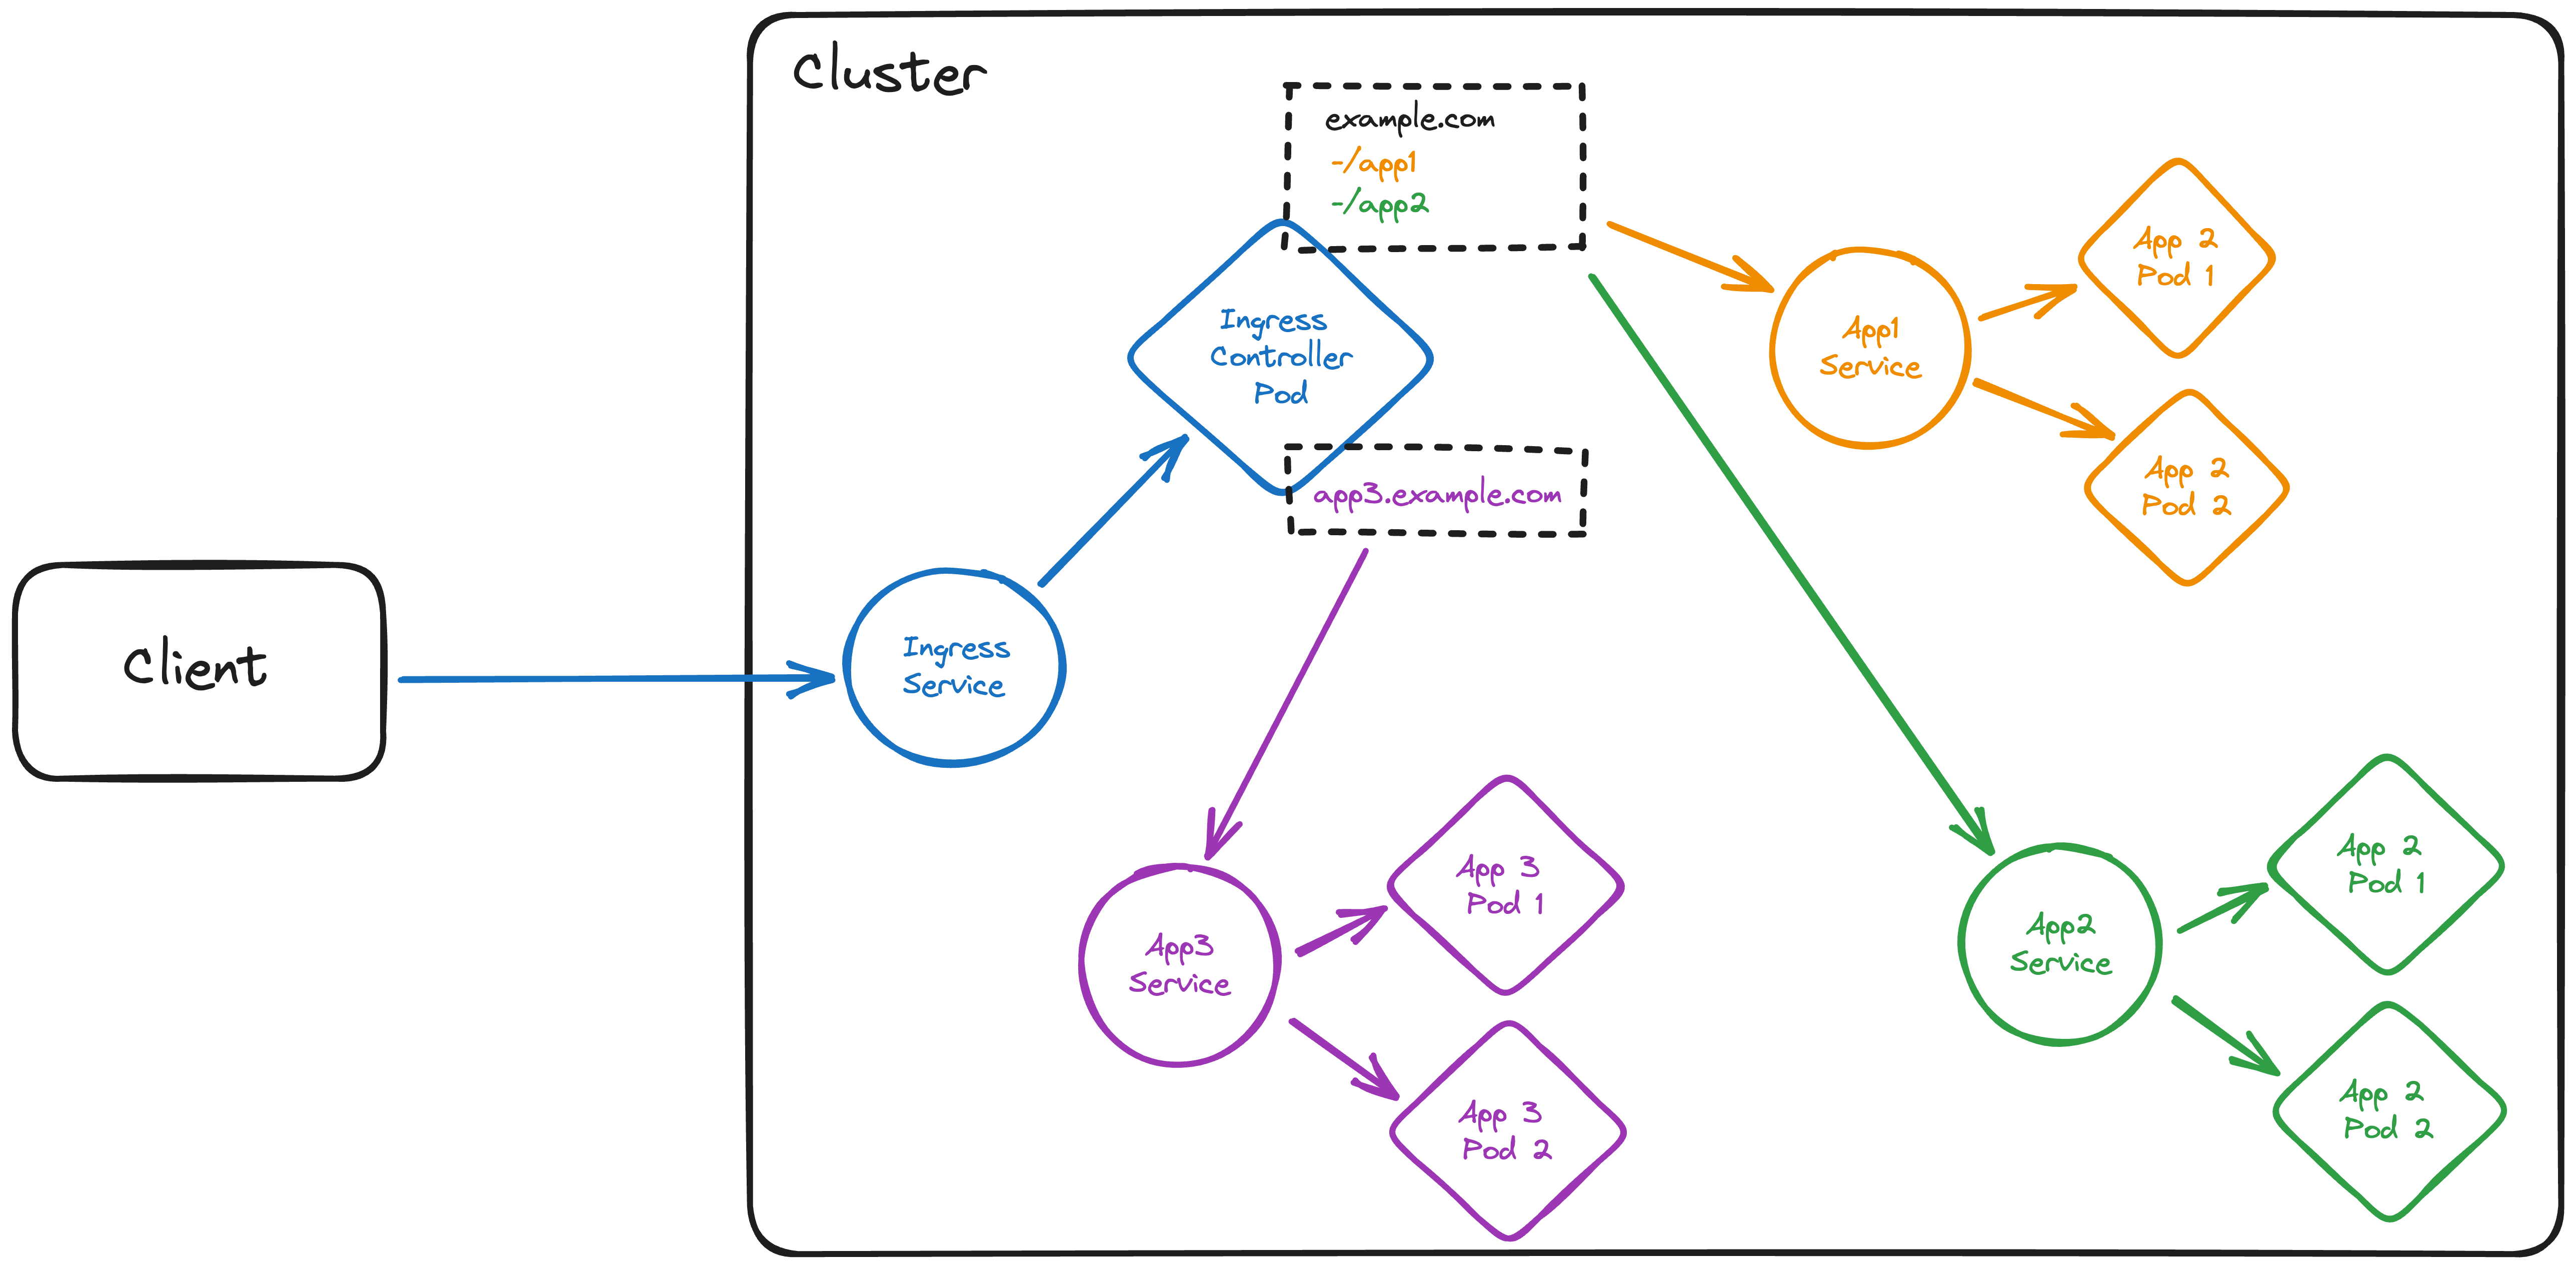 Cluster
example.com
-/app1
-/app2
Ingress
Controller
Pod
app3.example.com
App1
Service
App 2
Pod 1
App 2
Pod 2
Client
Ingress
Service
App3
Service
App 3
Pod 1
App 3
Pod 2
App2
Service
App 2
Pod 1
App 2
Pod 2